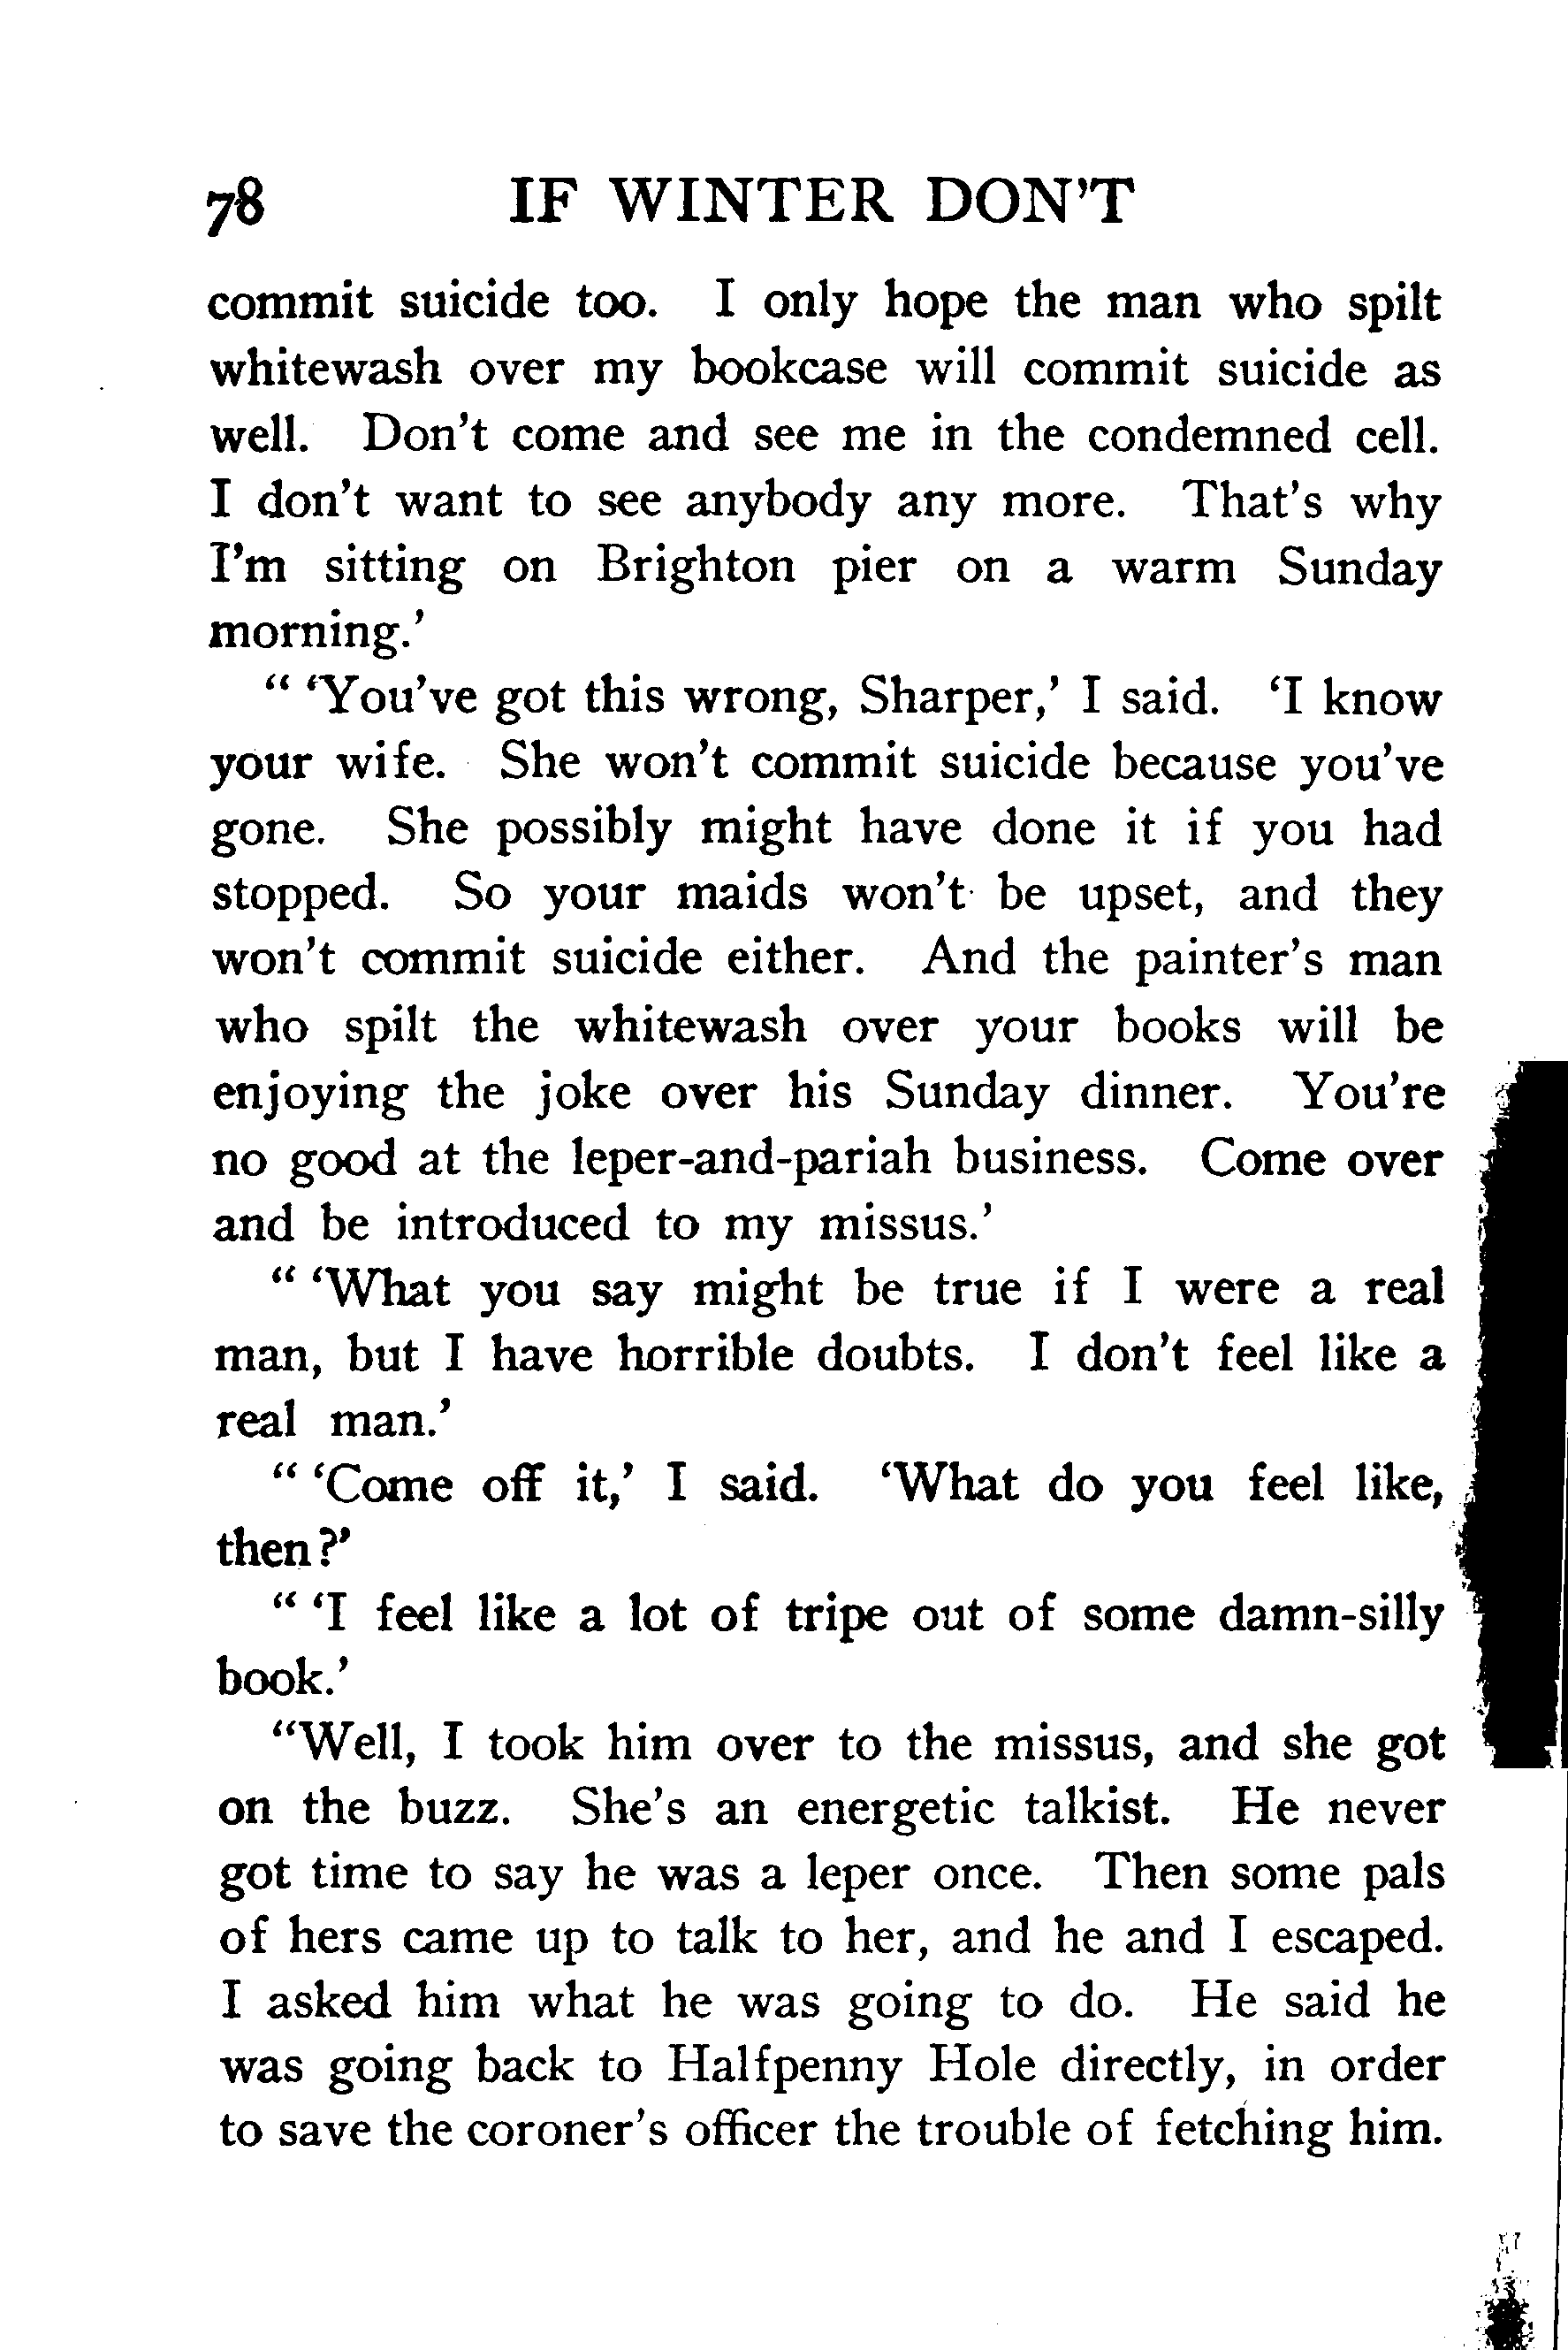 78 IF WINTER DON'T
commit suicide too. I only hope the man who spilt
whitewash over my bookcase will commit suicide as
well. Don't come and see me in the condemned cell.
I don't want to see anybody any more. That's why
I'm sitting on Brighton pier on a warm Sunday
morning.'
" 'You've got this wrong, Sharper,' I said. 'I know
your wife. She won't commit suicide because you've
gone. She possibly might have done it if you had
stopped. So your maids won't be upset, and they
won't commit suicide either. And the painter's man
who spilt the whitewash over your books will be
enjoying the joke over his Sunday dinner. You're
no good at the leper-and-pariah business. Come over
and be introduced to my missus.'
" 'What you say might be true if I were a real
man, but I have horrible doubts. I don't feel like a
real man.'
" 'Come off it,' I said. 'What do you feel like,
then?'
" 'I feel like a lot of tripe out of some damn-silly
book.'
"Well, I took him over to the missus, and she got
on the buzz. She's an energetic talkist. He never
got time to say he was a leper once. Then some pals
of hers came up to talk to her, and he and I escaped.
I asked him what he was going to do. He said he
was going back to Halfpenny Hole directly, in order
to save the coroner's officer the trouble of fetching him.